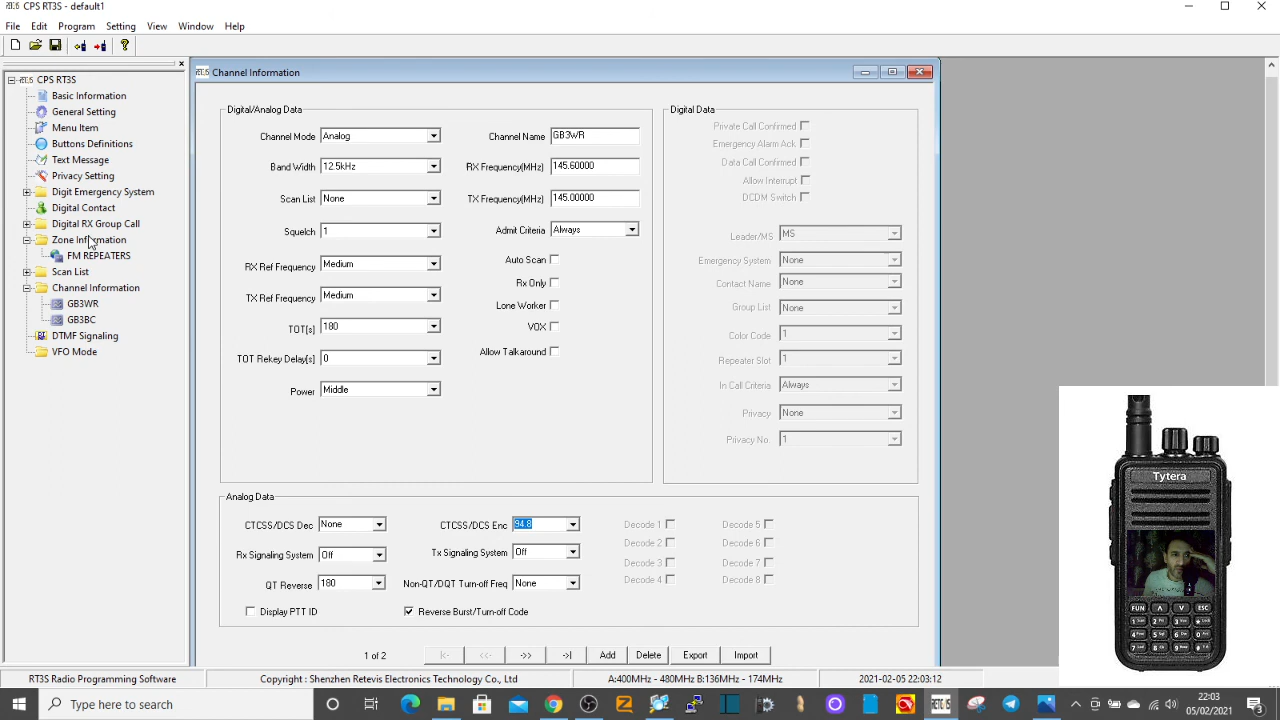 CPS RT3S - default1
File Edit Program Setting View Window Help
CPS RT3S
Basic Information
General Setting
Menu Item
Buttons Definitions
Text Message
Privacy Setting
Digit Emergency System
Digital Contact
Digital RX Group Call
Zone Information
FM REPEATERS
Scan List
Channel Information
GB3WR
GB3BC
DTMF Signaling
VFO Mode
Channel Information
Digital/Analog Data
Channel Mode Analog
Band Width 12.5kHz
Scan List None
Squelch 1
RX Ref Frequency Medium
TX Ref Frequency Medium
TOT[s] 180
TOT Rekey Delay[s] 0
Power Middle
Channel Name GB3WR
RX Frequency(MHz) 145.60000
TX Frequency(MHz) 145.00000
Admit Criteria Always
Auto Scan
Rx Only
Lone Worker
VOX
Allow Talkaround
Digital Data
Private Call Confirmed
Emergency Alarm Ack
Data Call Confirmed
Allow Interrupt
DCDM Switch
Leader/MS MS
Emergency System None
Contact Name None
Group List None
Color Code 1
Repeater Slot 1
In Call Criteria Always
Privacy None
Privacy No. 1
Analog Data
CTCSS/DCS Dec None
94.8
Rx Signaling System Off
Tx Signaling System Off
QT Reverse 180
Non-QT/DQT Turn-off Freq None
Display PTT ID
Reverse Burst/Turn-off Code
Decode 1
Decode 2
Decode 3
Decode 4
Decode 5
Decode 6
Decode 7
Decode 8
1 of 2 >> ->| Add Delete Export Import
Tytera
FUN ESC
RT3S Radio Programming Software
Copyright : Shenzhen Retevis Electronics Technology Co., Ltd
A:400MHz - 480MHz B:136MHz - 174MHz
2021-02-05 22:03:12
Type here to search
22:03
05/02/2021
3